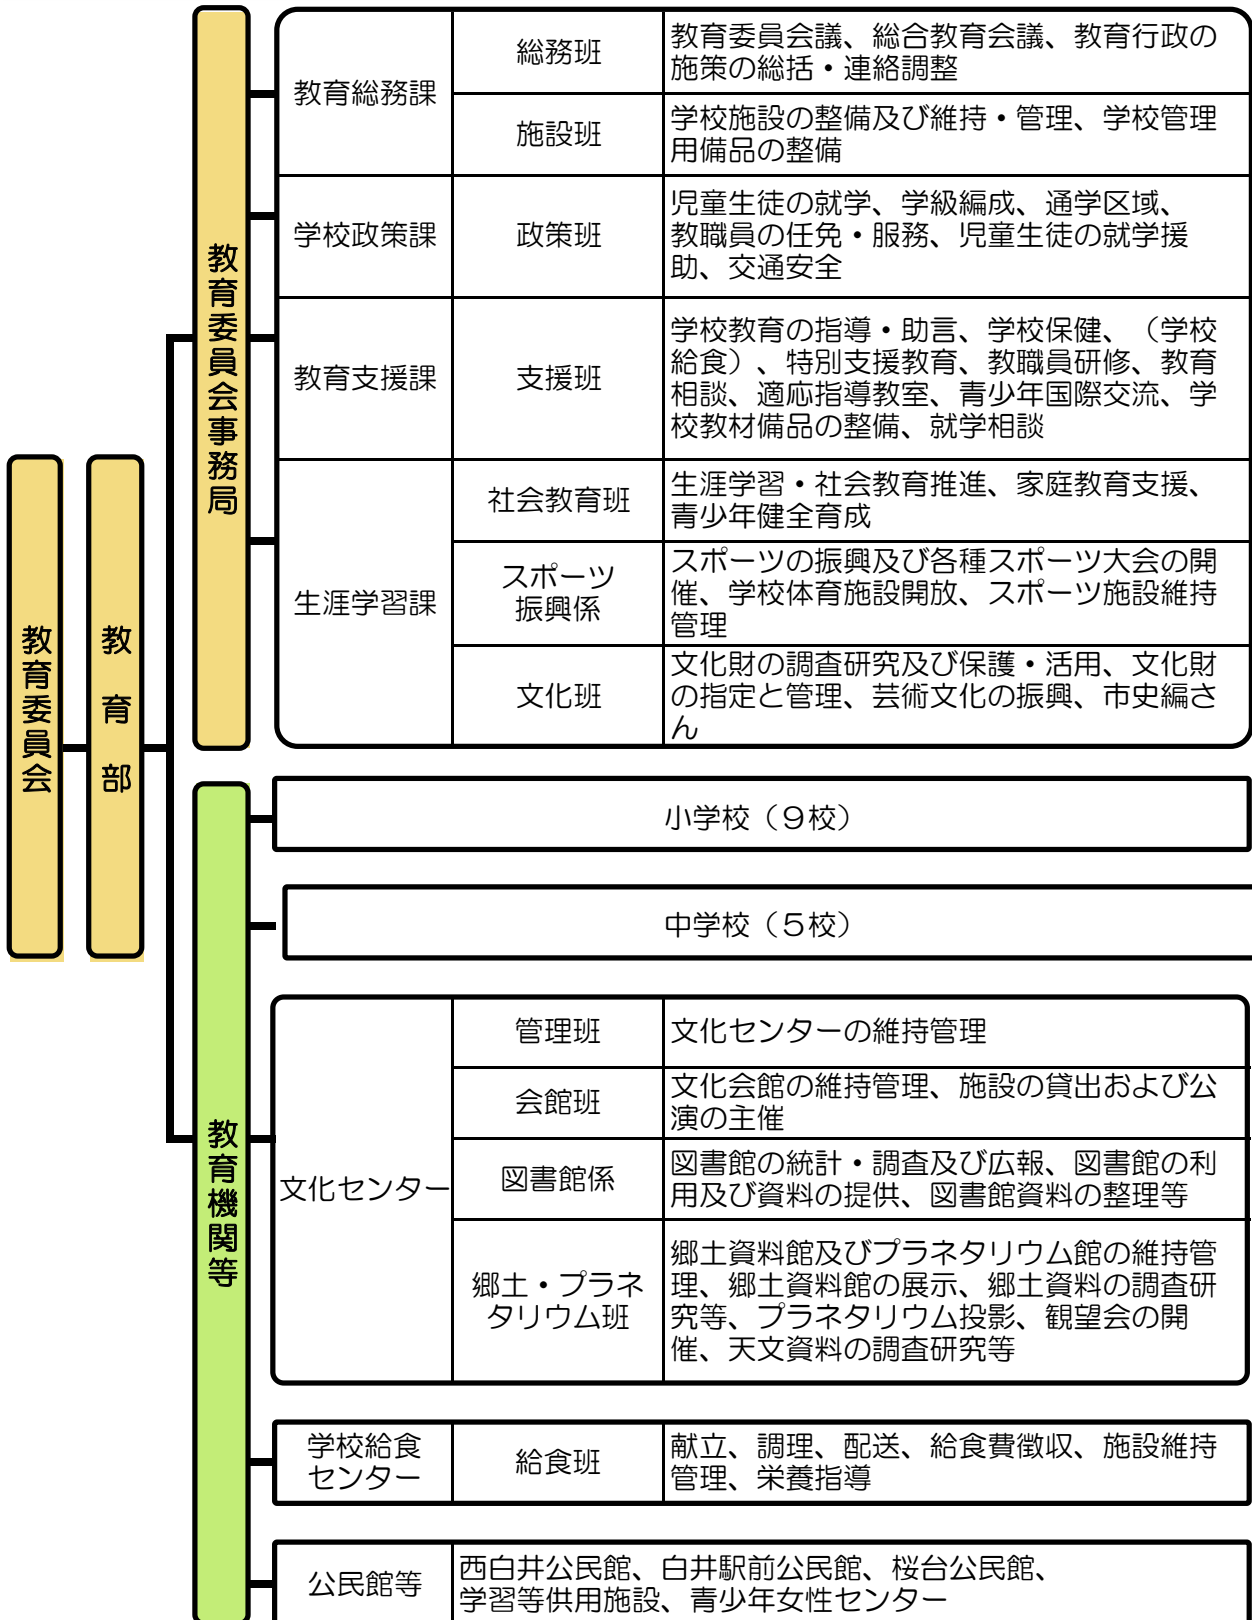 教育委員会
教育部
教育委員会事務局
教育総務課
総務班
教育委員会議、総合教育会議、教育行政の
施策の総括・連絡調整
施設班
学校施設の整備及び維持・管理、学校管理
用備品の整備
学校政策課
政策班
児童生徒の就学、学級編成、通学区域、
教職員の任免・服務、児童生徒の就学援
助、交通安全
教育支援課
支援班
学校教育の指導・助言、学校保健、（学校
給食）、特別支援教育、教職員研修、教育
相談、適応指導教室、青少年国際交流、学
校教材備品の整備、就学相談
生涯学習課
社会教育班
生涯学習・社会教育推進、家庭教育支援、
青少年健全育成
スポーツ
振興係
スポーツの振興及び各種スポーツ大会の開
催、学校体育施設開放、スポーツ施設維持
管理
文化班
文化財の調査研究及び保護・活用、文化財
の指定と管理、芸術文化の振興、市史編さ
ん
教育機関等
小学校（９校）
中学校（５校）
文化センター
管理班
文化センターの維持管理
会館班
文化会館の維持管理、施設の貸出および公
演の主催
図書館係
図書館の統計・調査及び広報、図書館の利
用及び資料の提供、図書館資料の整理等
郷土・プラネ
タリウム班
郷土資料館及びプラネタリウム館の維持管
理、郷土資料館の展示、郷土資料の調査研
究等、プラネタリウム投影、観望会の開
催、天文資料の調査研究等
学校給食
センター
給食班
献立、調理、配送、給食費徴収、施設維持
管理、栄養指導
公民館等
西白井公民館、白井駅前公民館、桜台公民館、
学習等供用施設、青少年女性センター